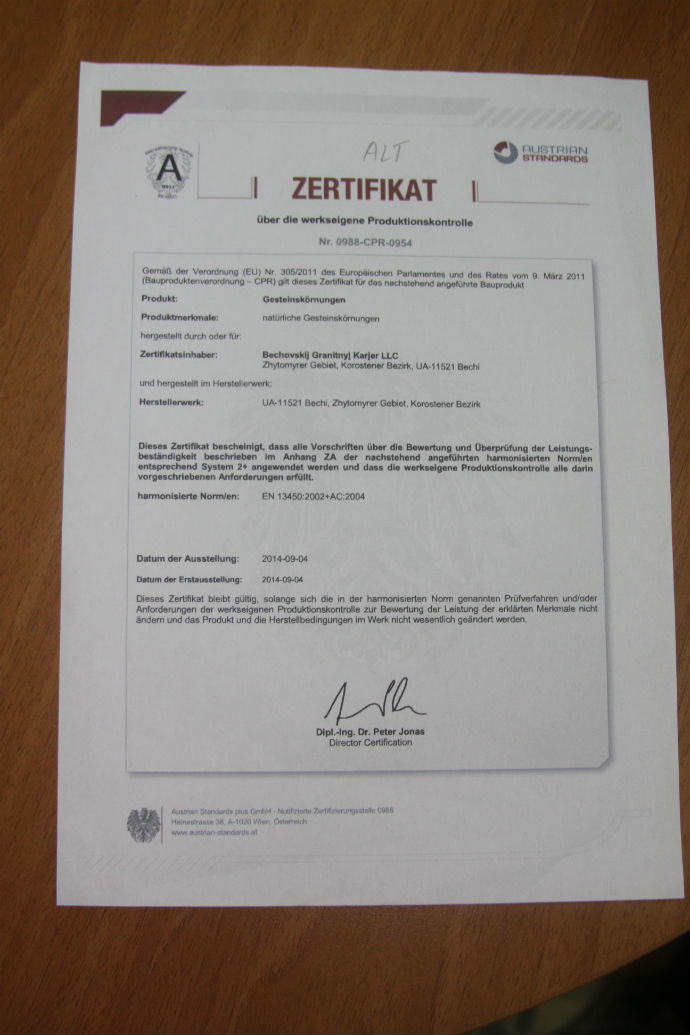 ALT
A
0988
AUSTRIAN
STANDARDS
ZERTIFIKAT
über die werkseigene Produktionskontrolle
Nr. 0988-CPR-0954
Gemäß der Verordnung (EU) Nr. 305/2011 des Europäischen Parlamentes und des Rates vom 9. März 2011
(Bauproduktenverordnung – CPR) gilt dieses Zertifikat für das nachstehend angeführte Bauprodukt
Produkt: Gesteinskörnungen
Produktmerkmale: natürliche Gesteinskörnungen
hergestellt durch oder für:
Zertifikatsinhaber: Bechovskij Granitnyj Karjer LLC
Zhytomyrer Gebiet, Korostener Bezirk, UA-11521 Bechi
und hergestellt im Herstellerwerk:
Herstellerwerk: UA-11521 Bechi, Zhytomyrer Gebiet, Korostener Bezirk
Dieses Zertifikat bescheinigt, dass alle Vorschriften über die Bewertung und Überprüfung der Leistungs-
beständigkeit beschrieben im Anhang ZA der nachstehend angeführten harmonisierten Norm/en
entsprechend System 2+ angewendet werden und dass die werkseigene Produktionskontrolle alle darin
vorgeschriebenen Anforderungen erfüllt.
harmonisierte Norm/en: EN 13450:2002+AC:2004
Datum der Ausstellung: 2014-09-04
Datum der Erstausstellung: 2014-09-04
Dieses Zertifikat bleibt gültig, solange sich die in der harmonisierten Norm genannten Prüfverfahren und/oder
Anforderungen der werkseigenen Produktionskontrolle zur Bewertung der Leistung der erklärten Merkmale nicht
ändern und das Produkt und die Herstellbedingungen im Werk nicht wesentlich geändert werden.
Dipl.-Ing. Dr. Peter Jonas
Director Certification
Austrian Standards plus GmbH - Notifizierte Zertifizierungsstelle 0988
Heinestrasse 38, A-1020 Wien, Österreich
www.austrian-standards.at